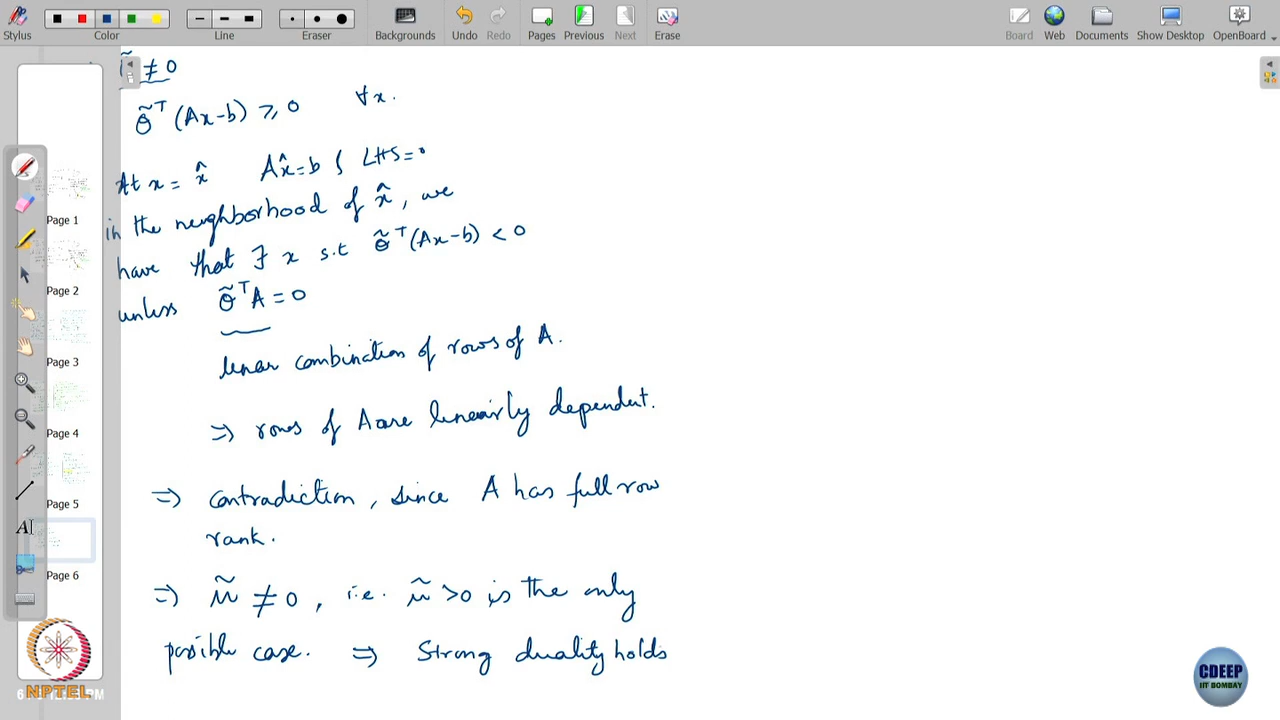 Stylus
Color
Line
Eraser
Backgrounds
Undo
Redo
Pages
Previous
Next
Erase
Board
Web
Documents
Show Desktop
OpenBoard
≠ 0
θ̃ᵀ (Ax-b) ≥ 0 ∀x.
At x = x̂ Ax̂ = b { LHS = 0
in the neighborhood of x̂, we
have that ∃ x s.t θ̃ᵀ(Ax-b) < 0
unless θ̃ᵀA = 0
linear combination of rows of A.
⇒ rows of A are linearly dependent.
⇒ contradiction, since A has full row
rank.
⇒ μ̃ ≠ 0, i.e. μ̃ > 0 is the only
possible case. ⇒ Strong duality holds
Page 1
Page 2
Page 3
Page 4
Page 5
Page 6
NPTEL
CDEEP
IIT BOMBAY